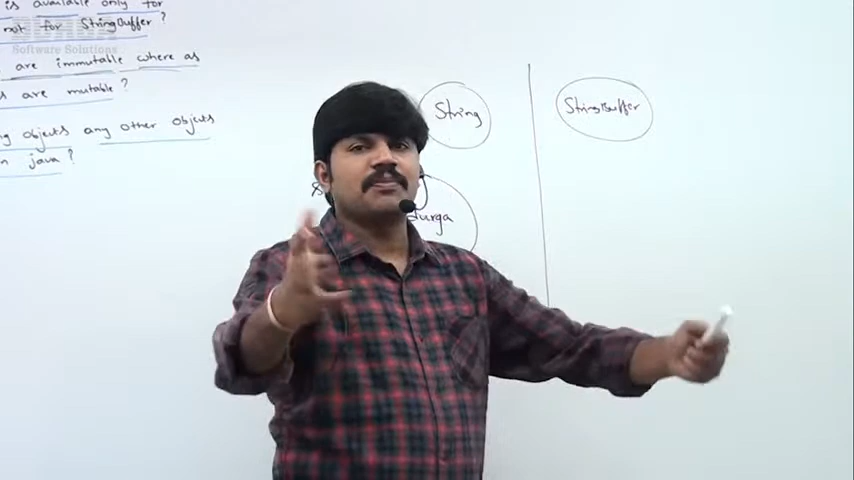 is available only for
not for StringBuffer?
Software Solutions
are immutable where as
are mutable?
objects any other objects
java?
String
StringBuffer
durga